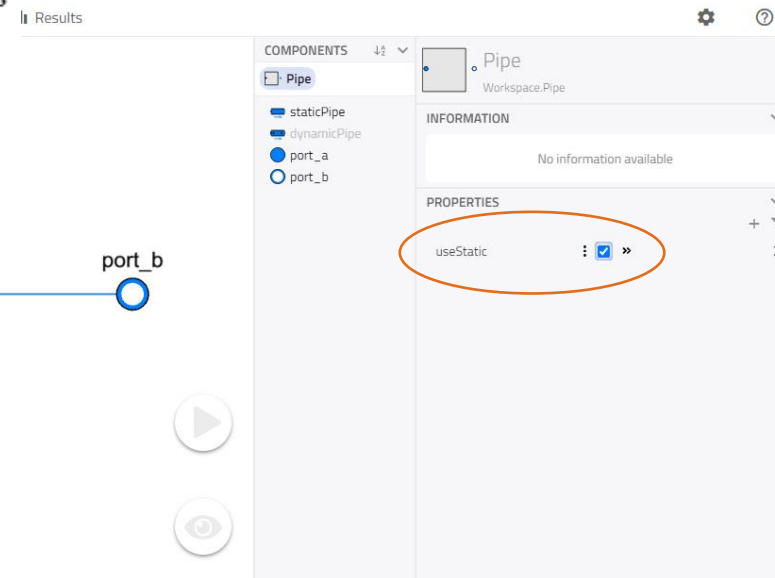 Results
port_b
COMPONENTS
Pipe
staticPipe
dynamicPipe
port_a
port_b
Pipe
Workspace.Pipe
INFORMATION
No information available
PROPERTIES
+
useStatic